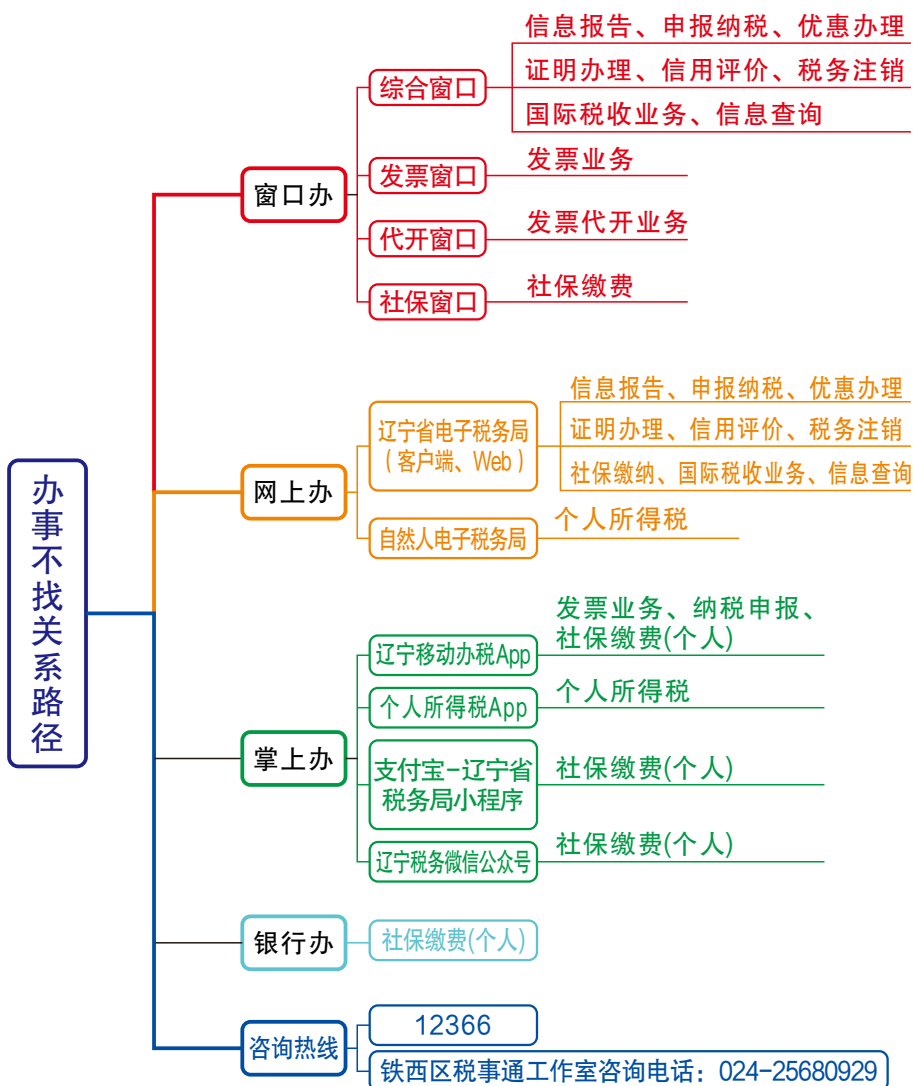 办事不找关系路径
窗口办
综合窗口
信息报告、申报纳税、优惠办理
证明办理、信用评价、税务注销
国际税收业务、信息查询
发票窗口
发票业务
代开窗口
发票代开业务
社保窗口
社保缴费
网上办
辽宁省电子税务局
(客户端、Web)
信息报告、申报纳税、优惠办理
证明办理、信用评价、税务注销
社保缴纳、国际税收业务、信息查询
自然人电子税务局
个人所得税
掌上办
辽宁移动办税App
发票业务、纳税申报、
社保缴费(个人)
个人所得税App
个人所得税
支付宝-辽宁省
税务局小程序
社保缴费(个人)
辽宁税务微信公众号
社保缴费(个人)
银行办
社保缴费(个人)
咨询热线
12366
铁西区税事通工作室咨询电话：024-25680929